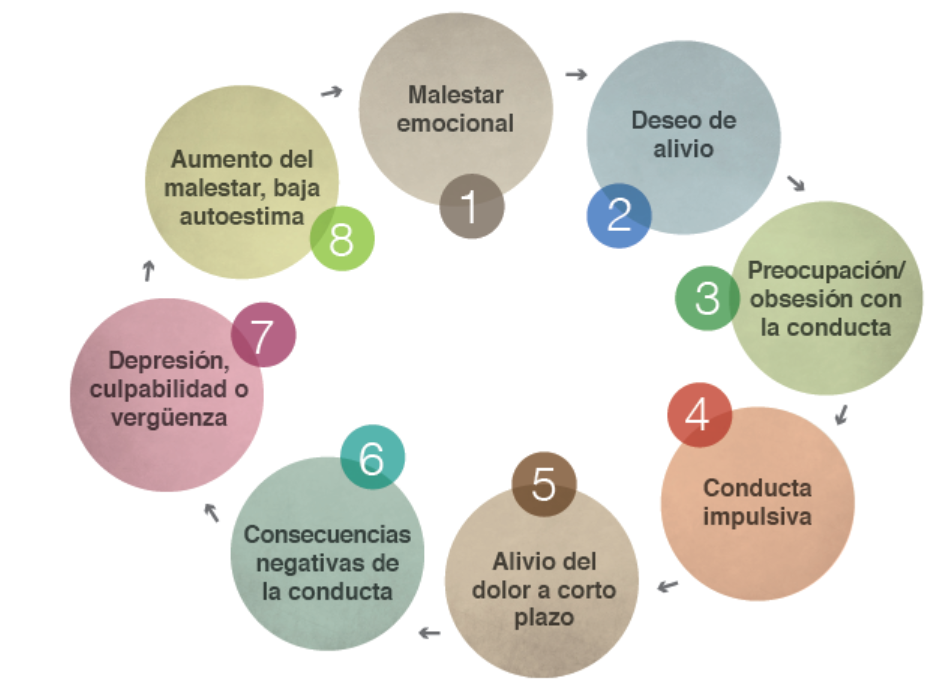 Malestar
emocional
1
Deseo de
alivio
2
Preocupación/
obsesión con
la conducta
3
Conducta
impulsiva
4
Alivio del
dolor a corto
plazo
5
Consecuencias
negativas de
la conducta
6
Depresión,
culpabilidad o
vergüenza
7
Aumento del
malestar, baja
autoestima
8